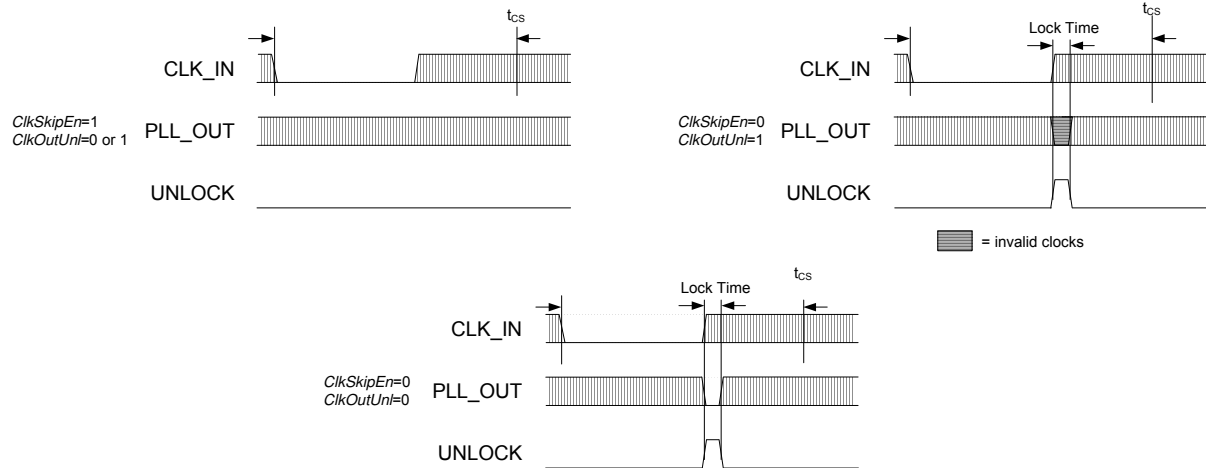 tCS
CLK_IN
ClkSkipEn=1
ClkOutUnl=0 or 1
PLL_OUT
UNLOCK
Lock Time
tCS
CLK_IN
ClkSkipEn=0
ClkOutUnl=1
PLL_OUT
UNLOCK
= invalid clocks
Lock Time
tCS
CLK_IN
ClkSkipEn=0
ClkOutUnl=0
PLL_OUT
UNLOCK